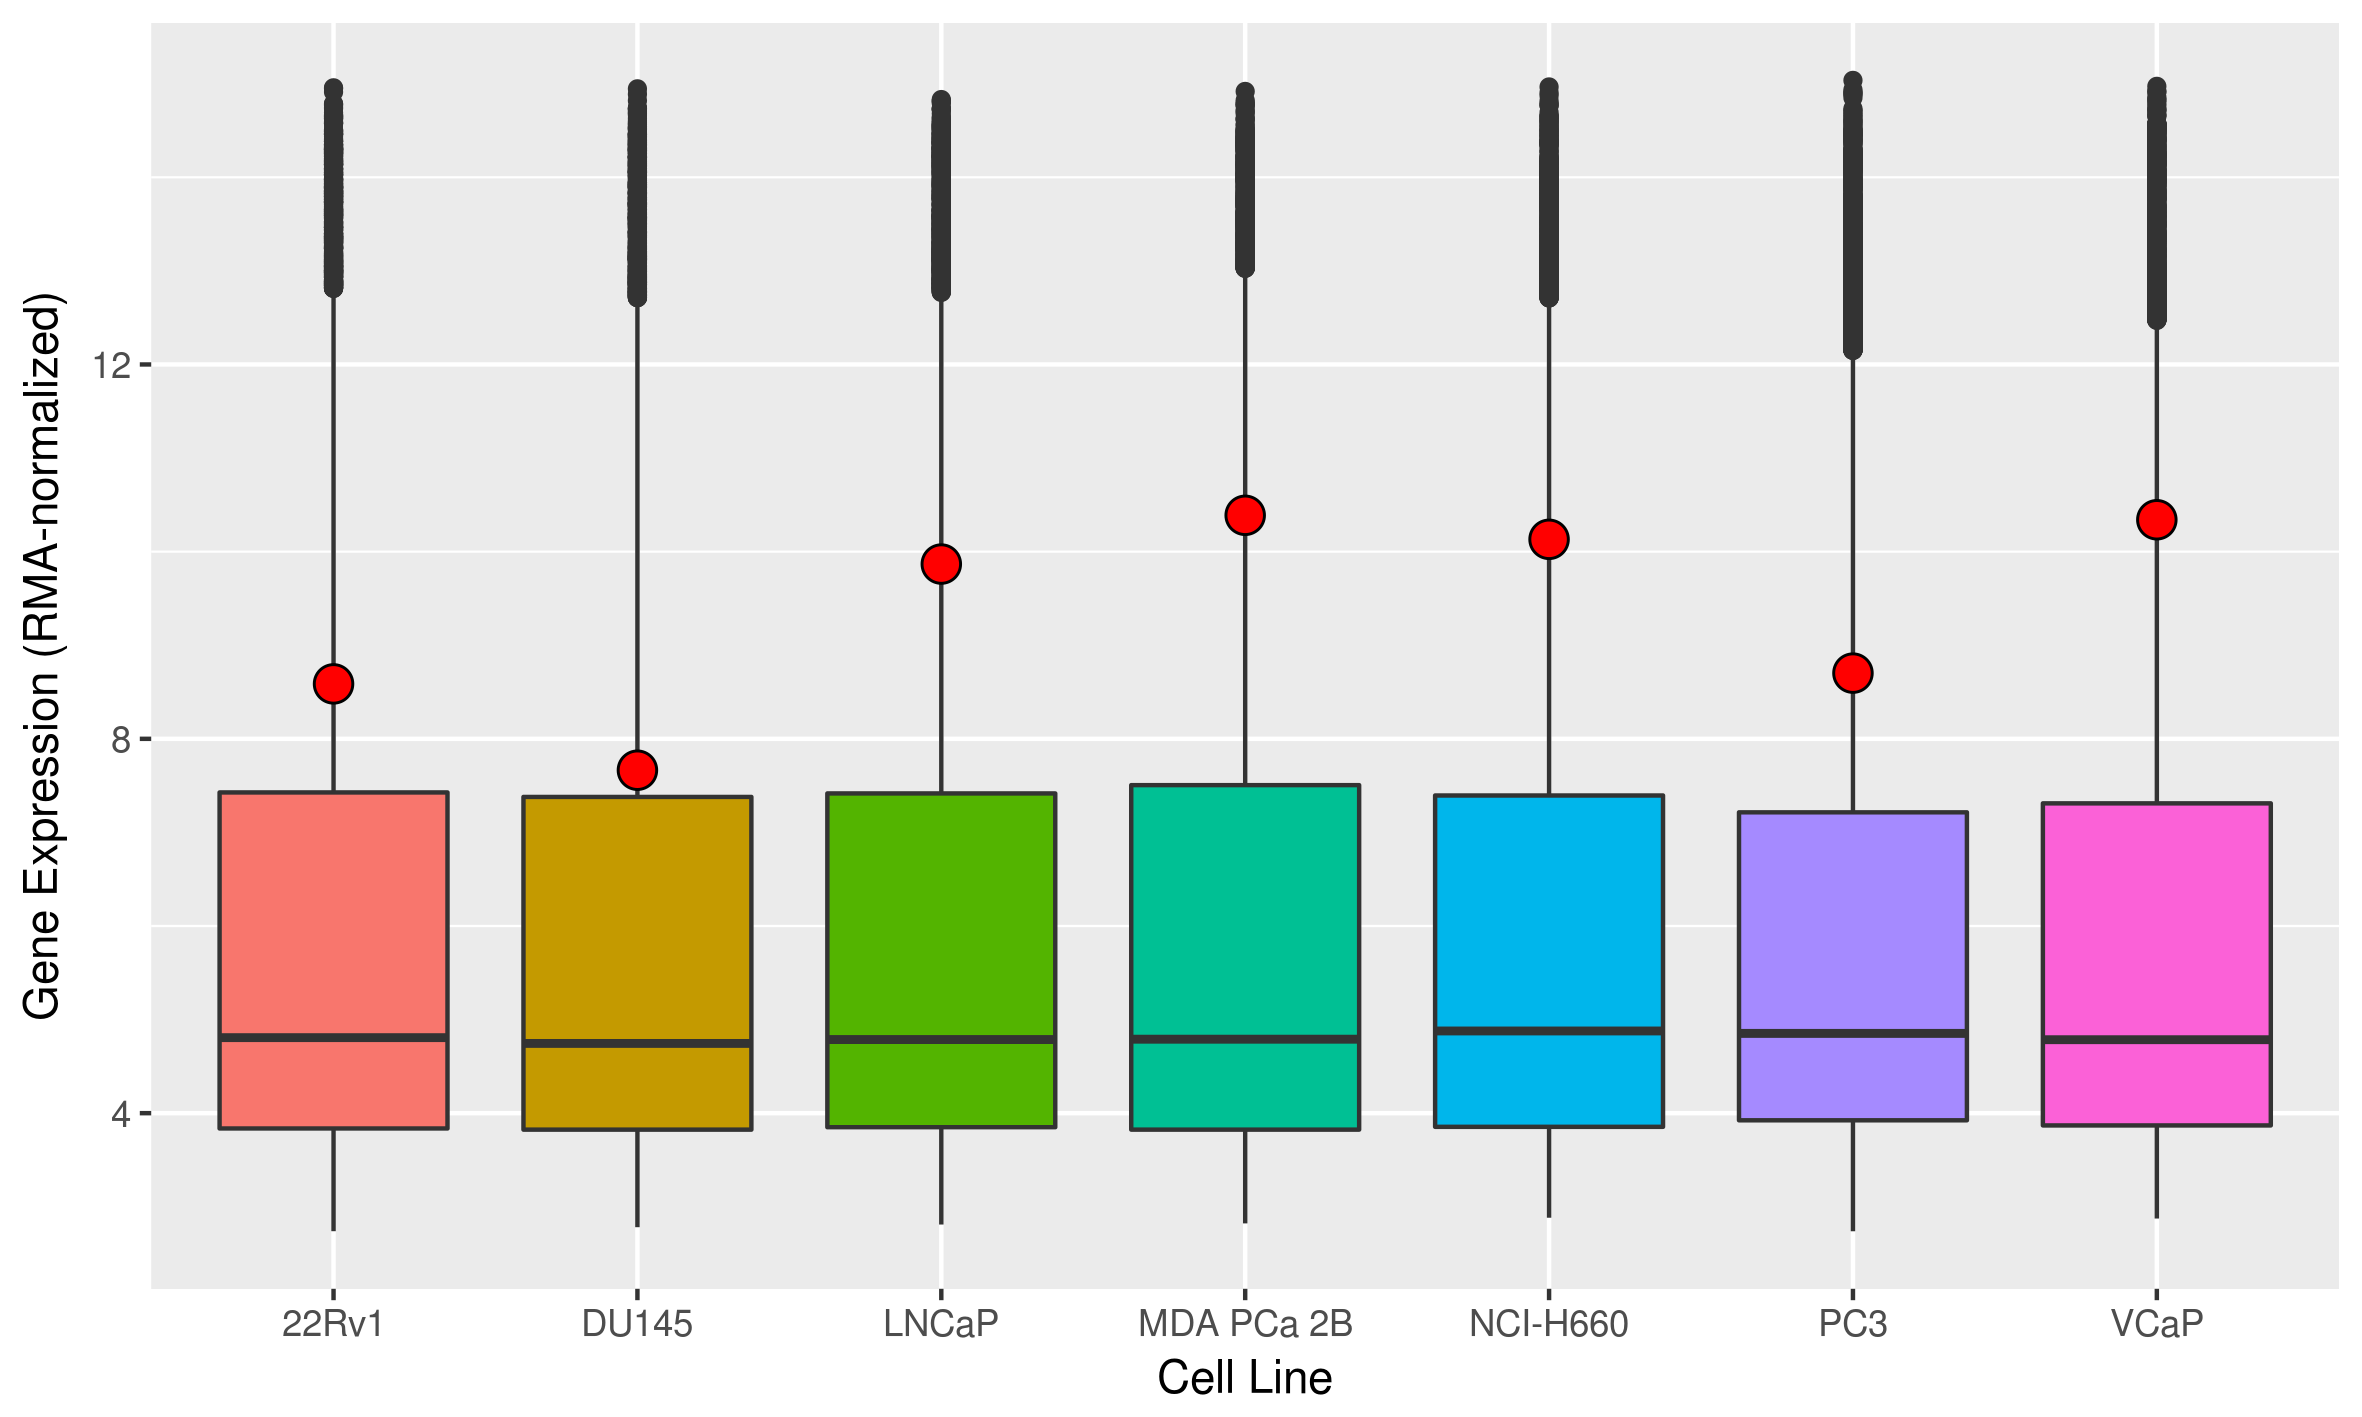 Gene Expression (RMA-normalized)
12
8
4
22Rv1 DU145 LNCaP MDA PCa 2B NCI-H660 PC3 VCaP
Cell Line